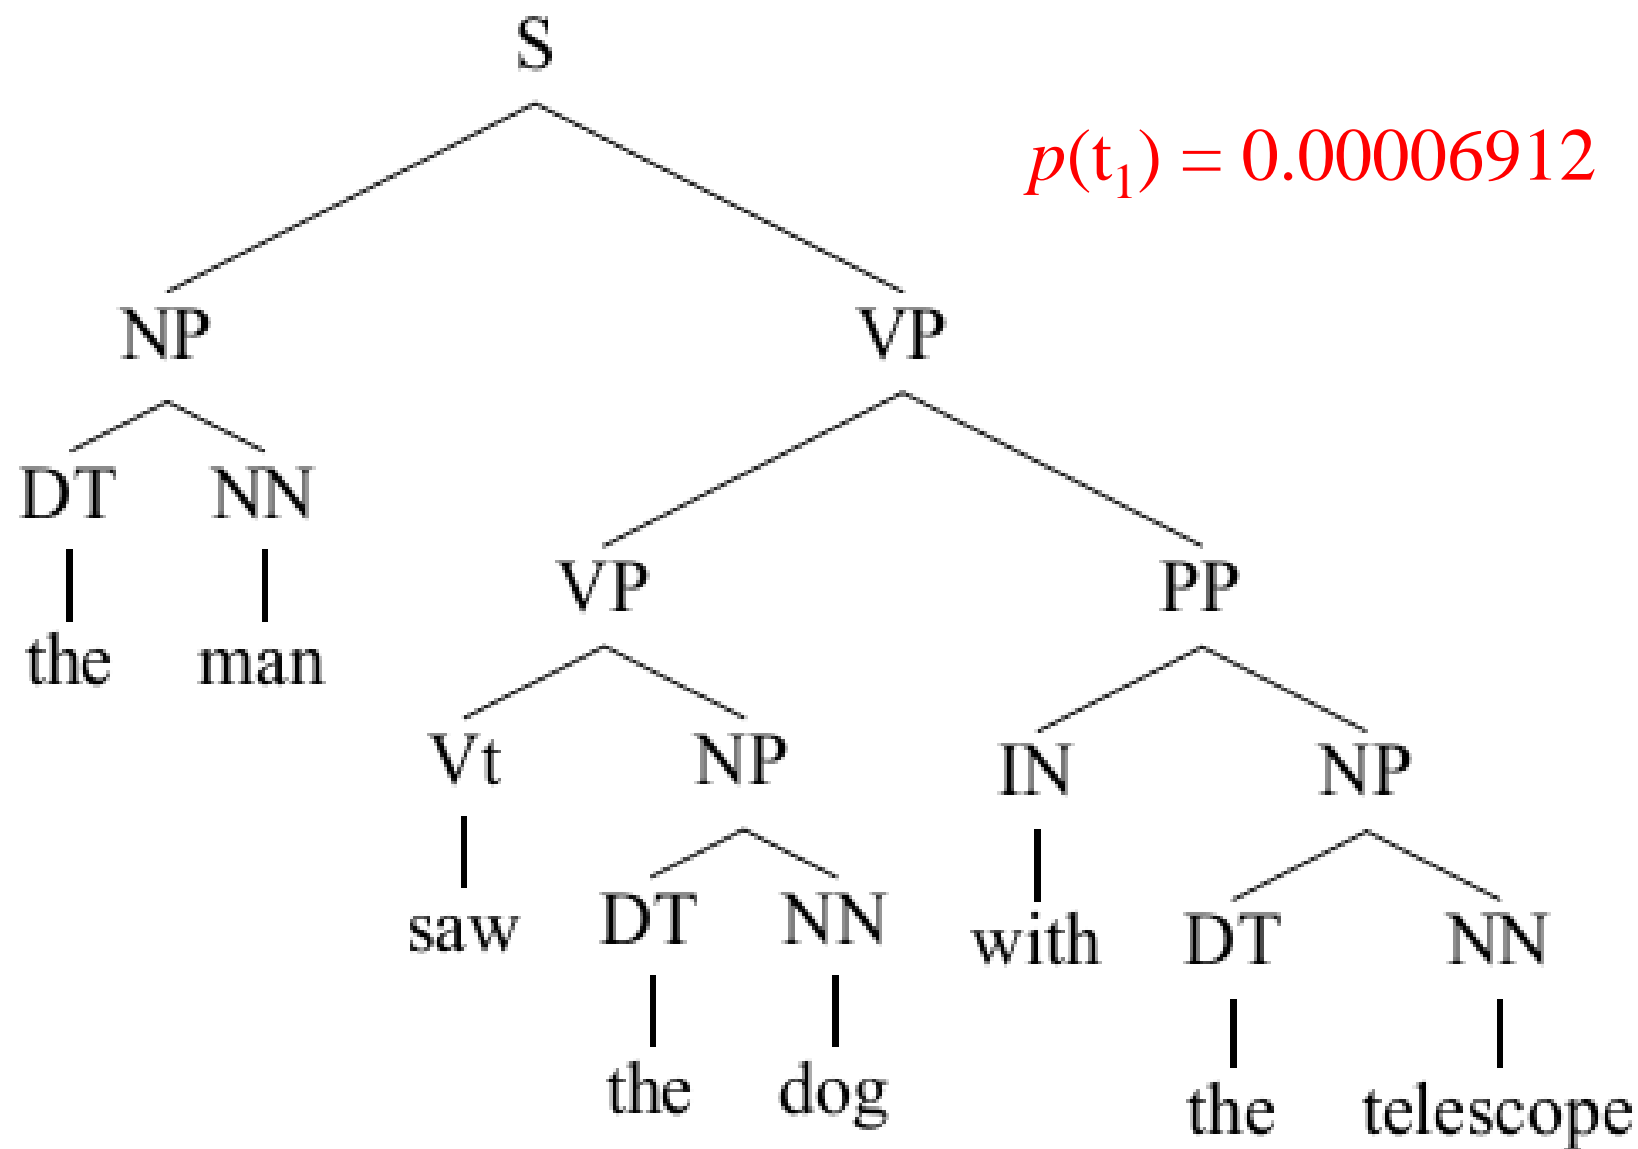 S
p(t₁) = 0.00006912
NP VP
DT NN
VP PP
the man
Vt NP IN NP
saw DT NN with DT NN
the dog the telescope